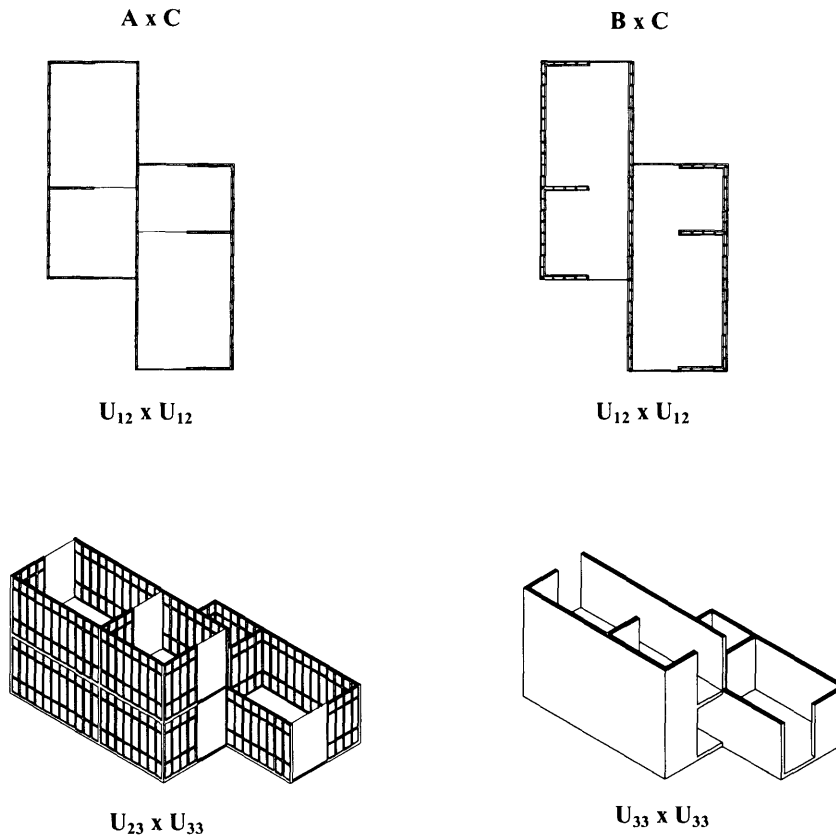 A x C
B x C
U₁₂ x U₁₂
U₁₂ x U₁₂
U₂₃ x U₃₃
U₃₃ x U₃₃